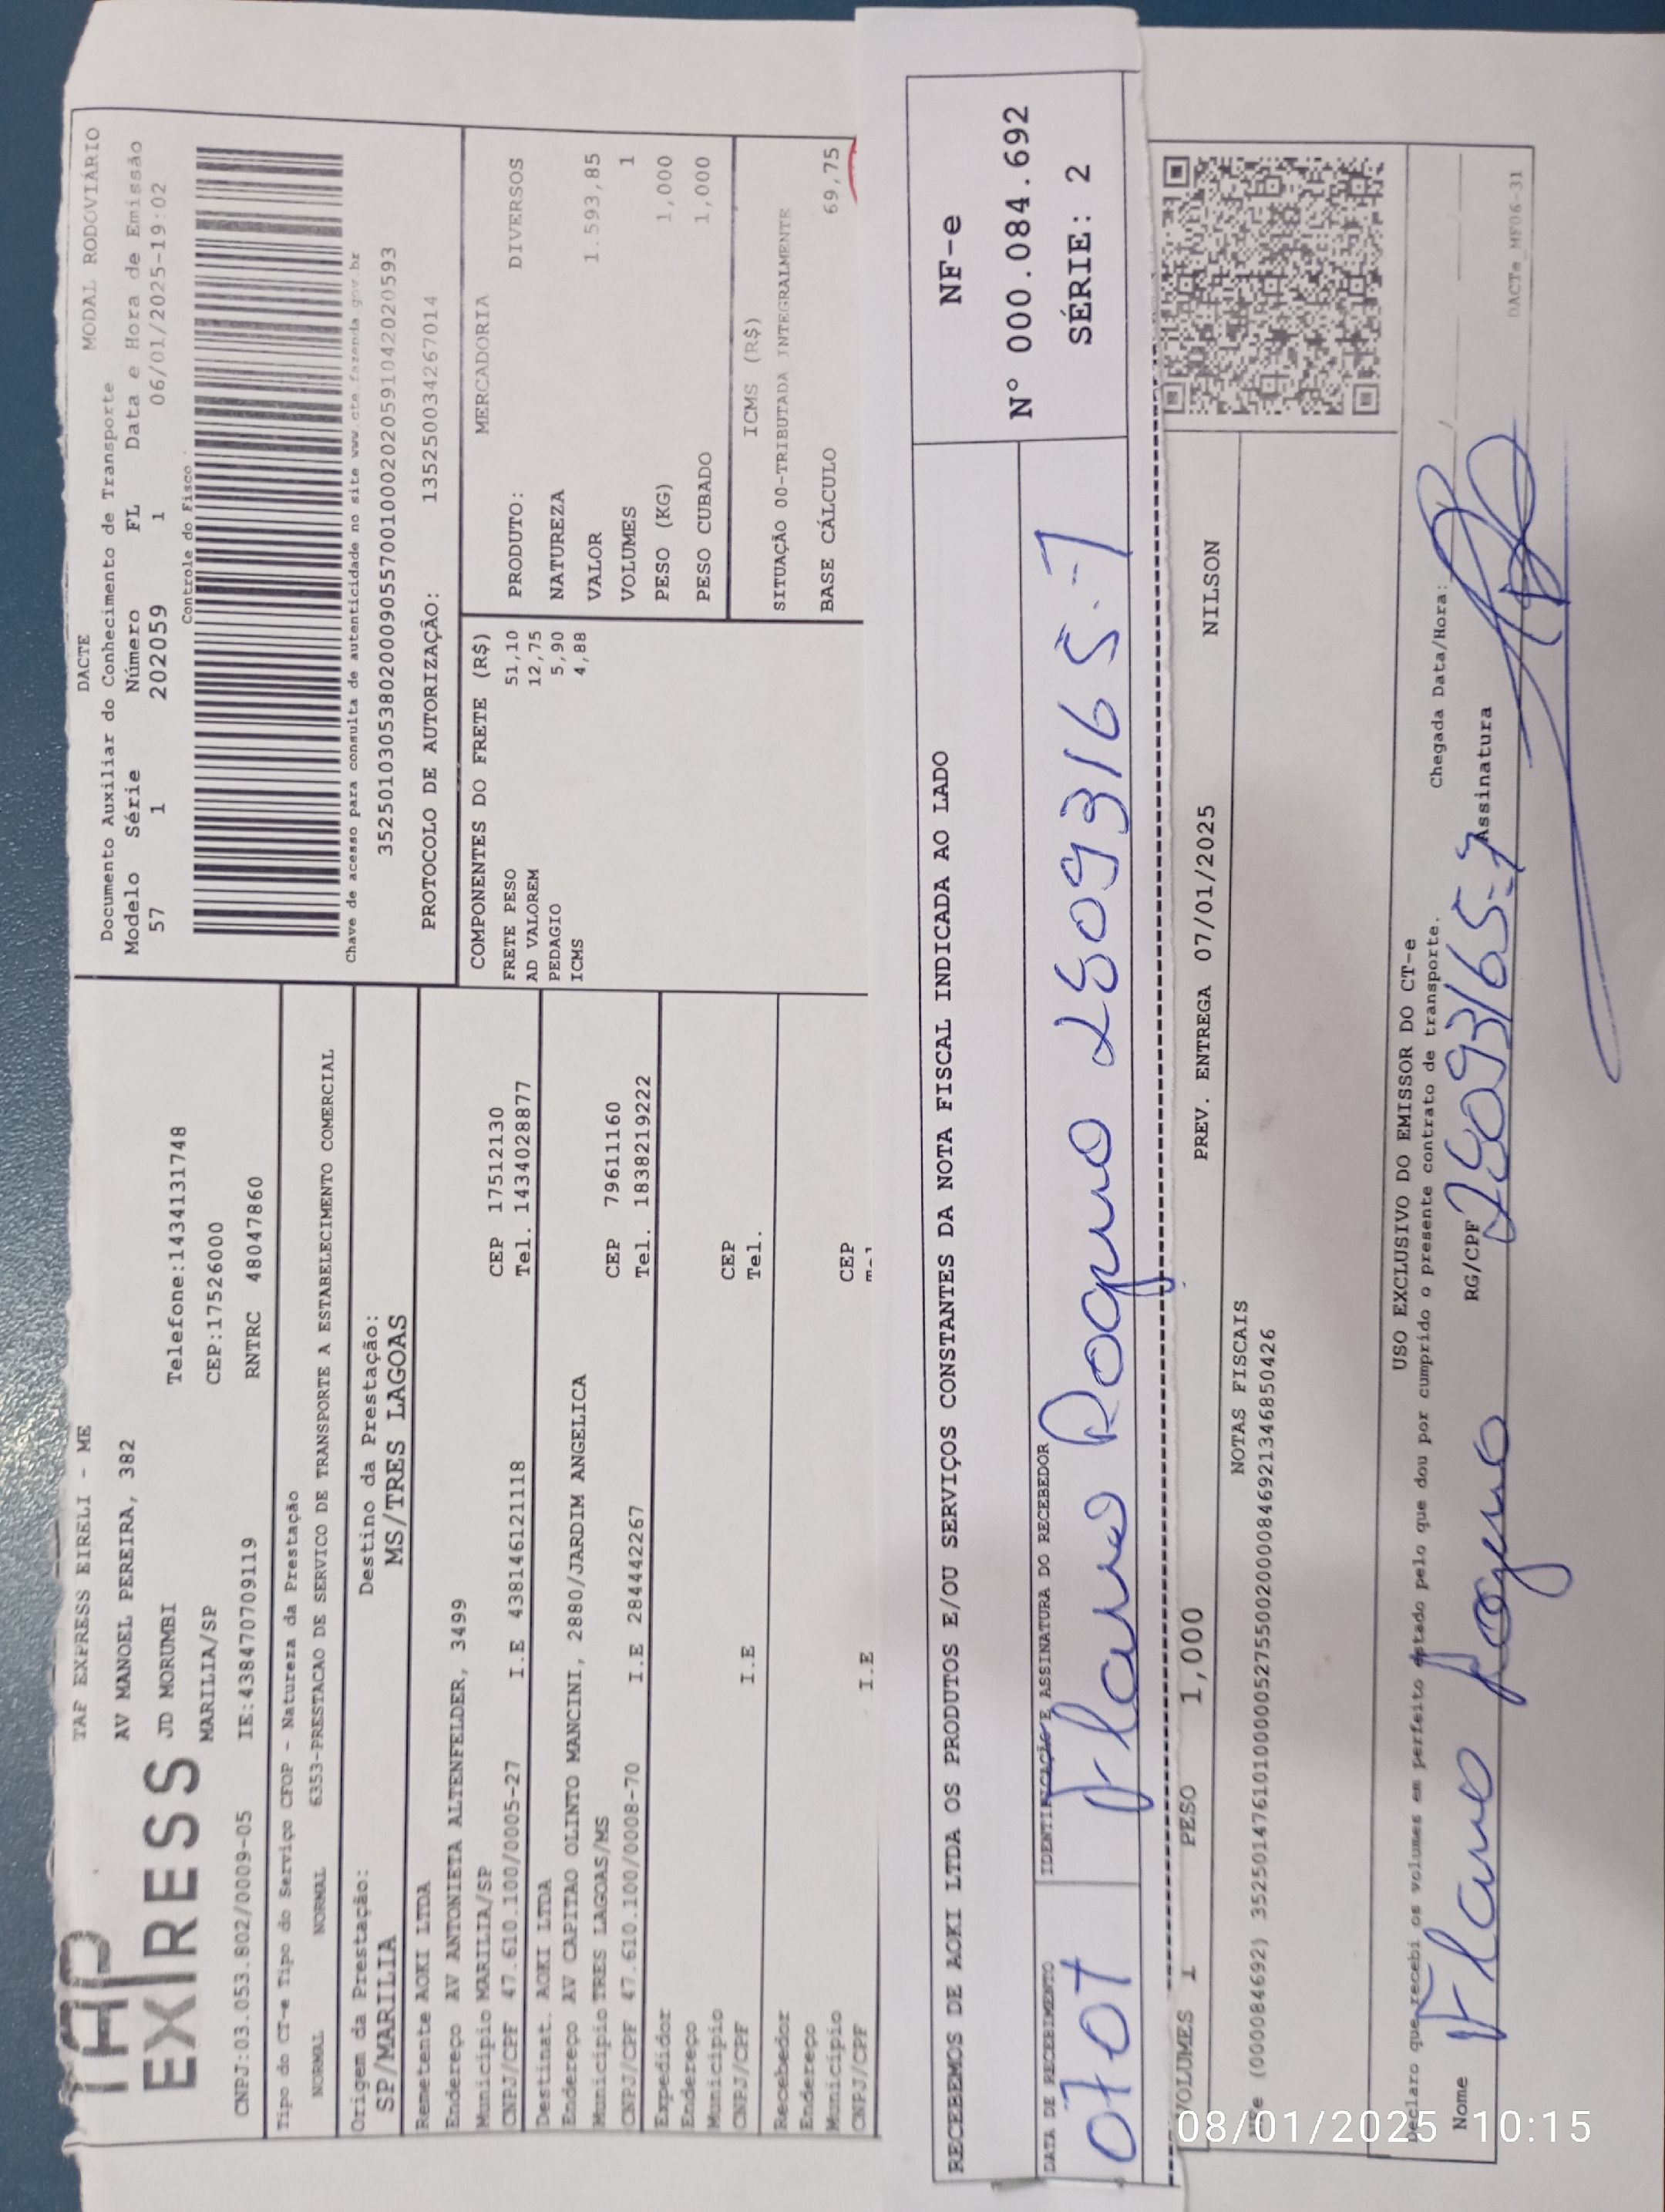 TAP
EXPRESS
TAF EXPRESS EIRELI - ME
AV MANOEL PEREIRA, 382
JD MORUMBI
Telefone:1434131748
MARILIA/SP
CEP:17526000
CNPJ:03.053.802/0009-05 IE:438470709119 RNTRC 48047860
DACTE MODAL RODOVIÁRIO
Documento Auxiliar do Conhecimento de Transporte
Modelo Série Número FL Data e Hora de Emissão
57 1 202059 1 06/01/2025-19:02
Controle do Fisco
Chave de acesso para consulta de autenticidade no site www.cte.fazenda.gov.br
35250103053802000905570010002020591042020593
PROTOCOLO DE AUTORIZAÇÃO: 135250034267014
Tipo do CT-e Tipo do Serviço CFOP - Natureza da Prestação
NORMAL NORMAL 6353-PRESTACAO DE SERVICO DE TRANSPORTE A ESTABELECIMENTO COMERCIAL
Origem da Prestação: Destino da Prestação:
SP/MARILIA MS/TRES LAGOAS
Remetente AOKI LTDA
Endereço AV ANTONIETA ALTENFELDER, 3499
Município MARILIA/SP CEP 17512130
CNPJ/CPF 47.610.100/0005-27 I.E 438146121118 Tel. 1434028877
Destinat. AOKI LTDA
Endereço AV CAPITAO OLINTO MANCINI, 2880/JARDIM ANGELICA
Município TRES LAGOAS/MS CEP 79611160
CNPJ/CPF 47.610.100/0008-70 I.E 284442267 Tel. 1838219222
Expedidor
Endereço
Município CEP
CNPJ/CPF I.E Tel.
Recebedor
Endereço
Município CEP
CNPJ/CPF I.E
COMPONENTES DO FRETE (R$)
FRETE PESO 51,10
AD VALOREM 12,75
PEDAGIO 5,90
ICMS 4,88
MERCADORIA
PRODUTO: DIVERSOS
NATUREZA
VALOR 1.593,85
VOLUMES 1
PESO (KG) 1,000
PESO CUBADO 1,000
ICMS (R$)
SITUAÇÃO 00-TRIBUTADA INTEGRALMENTE
BASE CÁLCULO 69,75
RECEBEMOS DE AOKI LTDA OS PRODUTOS E/OU SERVIÇOS CONSTANTES DA NOTA FISCAL INDICADA AO LADO
NF-e
Nº 000.084.692
SÉRIE: 2
DATA DE RECEBIMENTO IDENTIFICAÇÃO E ASSINATURA DO RECEBEDOR
VOLUMES 1 PESO 1,000 PREV. ENTREGA 07/01/2025 NILSON
NOTAS FISCAIS
NFe (000084692) 35250147610100000527550020000846921346850426
USO EXCLUSIVO DO EMISSOR DO CT-e
Declaro que recebi os volumes em perfeito estado pelo que dou por cumprido o presente contrato de transporte.
Chegada Data/Hora:
Nome RG/CPF Assinatura
DACTe_MF06-31
08/01/2025 10:15